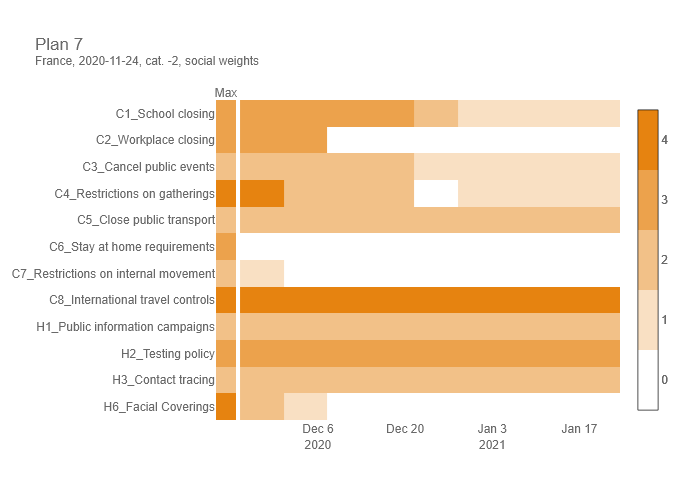 Plan 7
France, 2020-11-24, cat. -2, social weights
Max
C1_School closing
C2_Workplace closing
C3_Cancel public events
C4_Restrictions on gatherings
C5_Close public transport
C6_Stay at home requirements
C7_Restrictions on internal movement
C8_International travel controls
H1_Public information campaigns
H2_Testing policy
H3_Contact tracing
H6_Facial Coverings
Dec 6 Dec 20 Jan 3 Jan 17
2020 2021
4
3
2
1
0